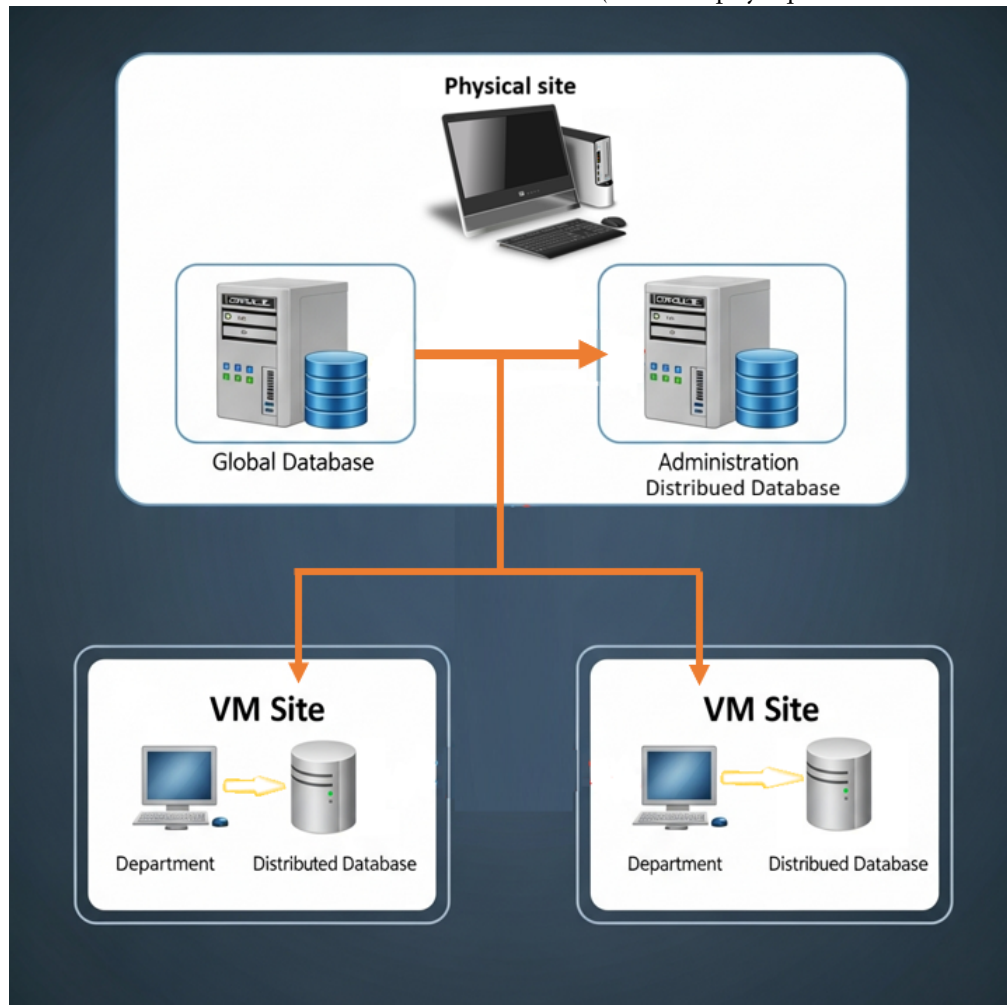 Physical site
Global Database
Administration
Distribued Database
VM Site
Department
Distributed Database
VM Site
Department
Distribued Database